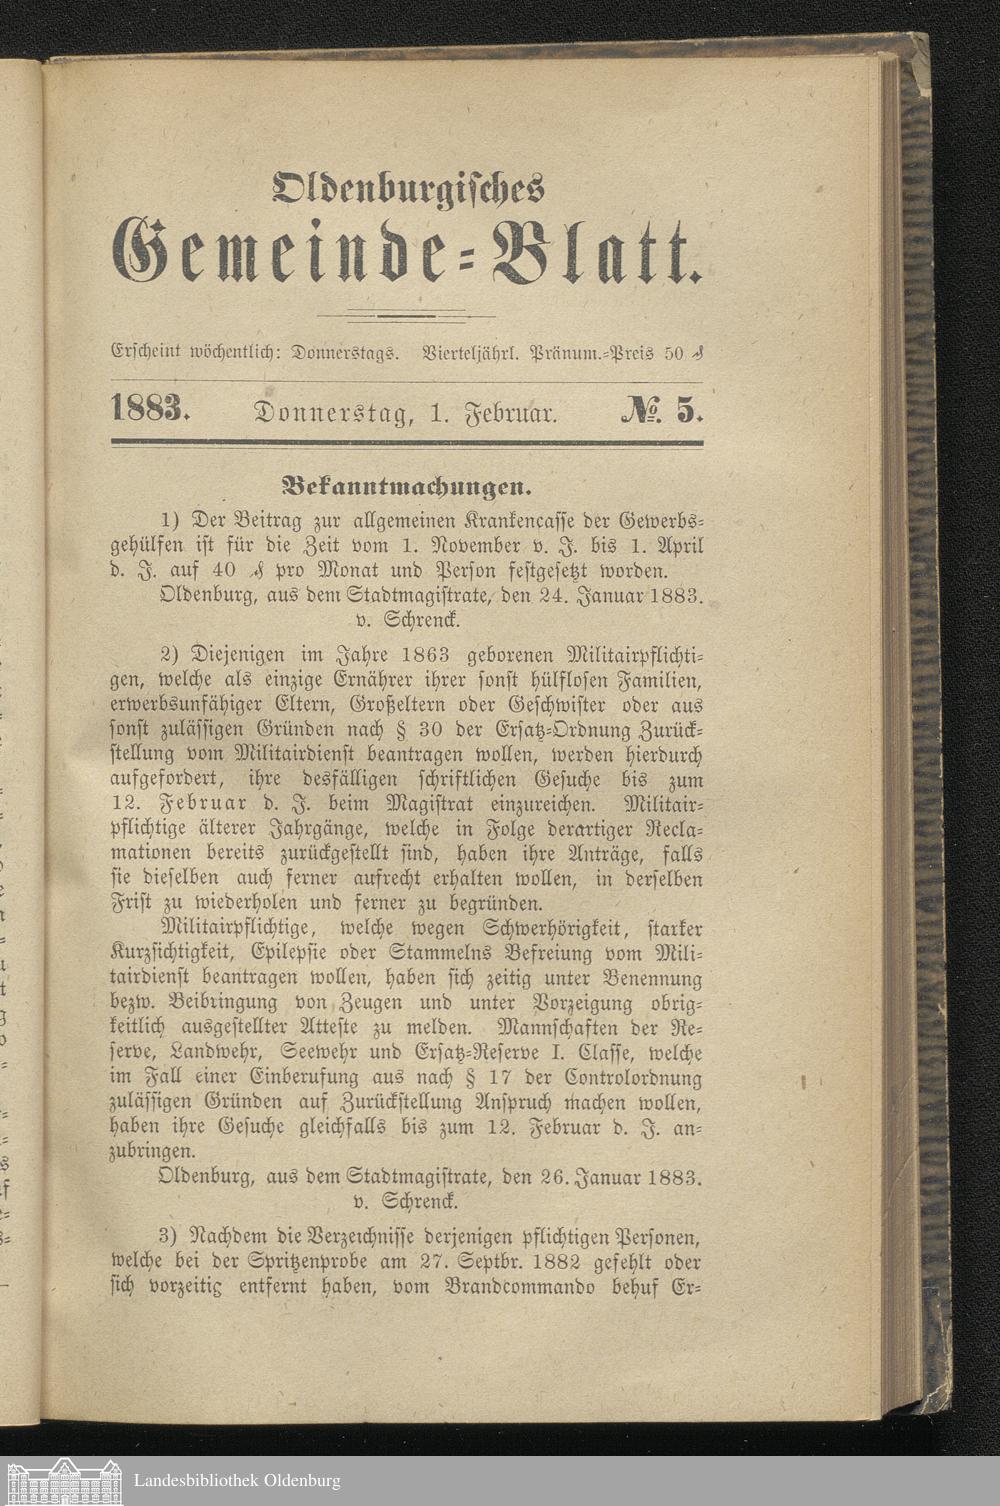 Oldenburgisches
Gemeinde-Blatt.
Erscheint wöchentlich: Donnerstags. Vierteljährl. Pränum.-Preis 50 ₰
1883. Donnerstag, 1. Februar. №. 5.
Bekanntmachungen.
1) Der Beitrag zur allgemeinen Krankencasse der Gewerbs-
gehülfen ist für die Zeit vom 1. November v. J. bis 1. April
d. J. auf 40 ₰ pro Monat und Person festgesetzt worden.
Oldenburg, aus dem Stadtmagistrate, den 24. Januar 1883.
v. Schrenck.
2) Diejenigen im Jahre 1863 geborenen Militairpflichti-
gen, welche als einzige Ernährer ihrer sonst hülflosen Familien,
erwerbsunfähiger Eltern, Großeltern oder Geschwister oder aus
sonst zulässigen Gründen nach § 30 der Ersatz-Ordnung Zurück-
stellung vom Militairdienst beantragen wollen, werden hierdurch
aufgefordert, ihre desfälligen schriftlichen Gesuche bis zum
12. Februar d. J. beim Magistrat einzureichen. Militair-
pflichtige älterer Jahrgänge, welche in Folge derartiger Recla-
mationen bereits zurückgestellt sind, haben ihre Anträge, falls
sie dieselben auch ferner aufrecht erhalten wollen, in derselben
Frist zu wiederholen und ferner zu begründen.
Militairpflichtige, welche wegen Schwerhörigkeit, starker
Kurzsichtigkeit, Epilepsie oder Stammelns Befreiung vom Mili-
tairdienst beantragen wollen, haben sich zeitig unter Benennung
bezw. Beibringung von Zeugen und unter Vorzeigung obrig-
keitlich ausgestellter Atteste zu melden. Mannschaften der Re-
serve, Landwehr, Seewehr und Ersatz-Reserve I. Classe, welche
im Fall einer Einberufung aus nach § 17 der Controlordnung
zulässigen Gründen auf Zurückstellung Anspruch machen wollen,
haben ihre Gesuche gleichfalls bis zum 12. Februar d. J. an-
zubringen.
Oldenburg, aus dem Stadtmagistrate, den 26. Januar 1883.
v. Schrenck.
3) Nachdem die Verzeichnisse derjenigen pflichtigen Personen,
welche bei der Spritzenprobe am 27. Septbr. 1882 gefehlt oder
sich vorzeitig entfernt haben, vom Brandcommando behuf Er-
Landesbibliothek Oldenburg